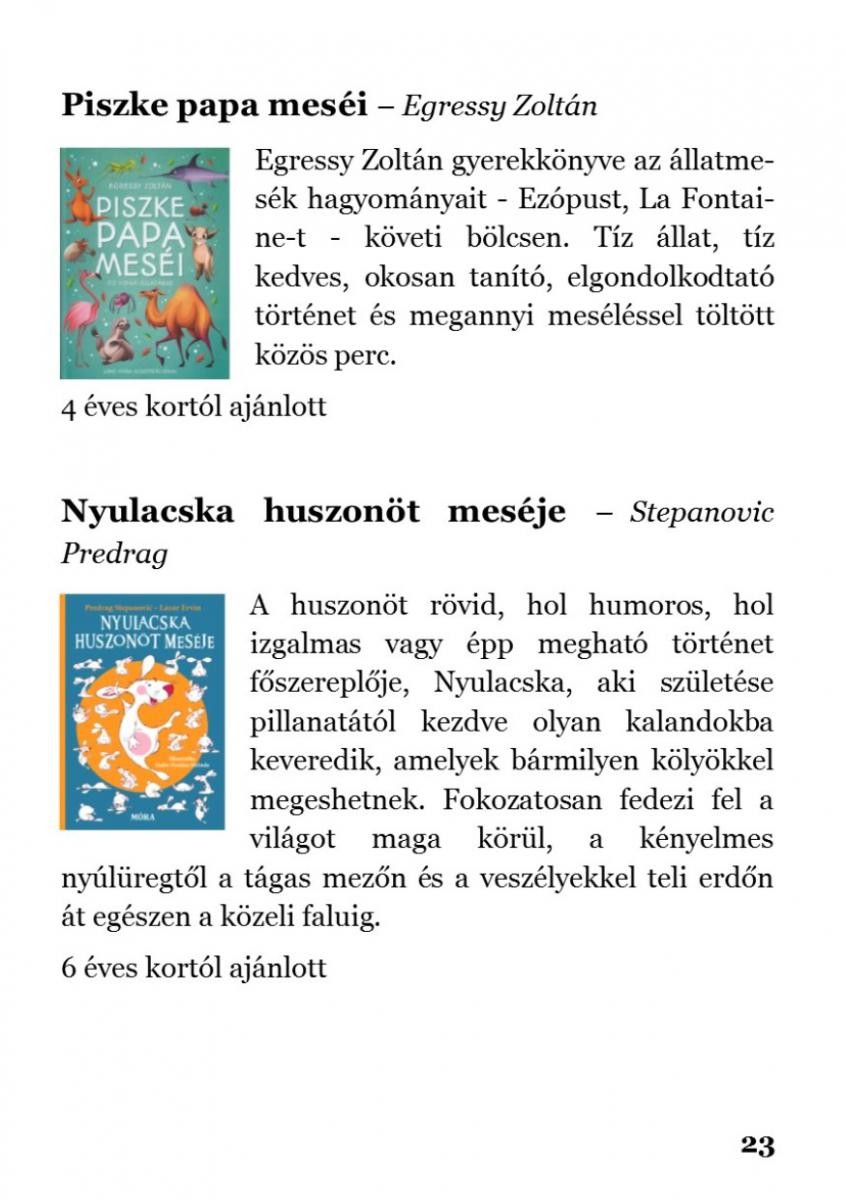 Piszke papa meséi – Egressy Zoltán
EGRESSY ZOLTÁN
PISZKE
PAPA
MESÉI
Egressy Zoltán gyerekkönyve az állatme-
sék hagyományait - Ezópust, La Fontai-
ne-t - követi bölcsen. Tíz állat, tíz
kedves, okosan tanító, elgondolkodtató
történet és megannyi meséléssel töltött
közös perc.
4 éves kortól ajánlott
Nyulacska huszonöt meséje – Stepanovic
Predrag
Predrag Stepanović – Lázár Ervin
NYULACSKA
HUSZONÖT MESÉJE
MÓRA
A huszonöt rövid, hol humoros, hol
izgalmas vagy épp megható történet
főszereplője, Nyulacska, aki születése
pillanatától kezdve olyan kalandokba
keveredik, amelyek bármilyen kölyökkel
megeshetnek. Fokozatosan fedezi fel a
világot maga körül, a kényelmes
nyúlüregtől a tágas mezőn és a veszélyekkel teli erdőn
át egészen a közeli faluig.
6 éves kortól ajánlott
23